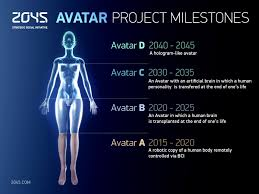 2045 AVATAR PROJECT MILESTONES
STRATEGIC SOCIAL INITIATIVE
Avatar D 2040 - 2045
A hologram-like avatar
Avatar C 2030 - 2035
An Avatar with an artificial brain in which a human
personality is transfered at the end of one's life
Avatar B 2020 - 2025
An Avatar in which a human brain
is transplanted at the end of one's life
Avatar A 2015 - 2020
A robotic copy of a human body remotely
controlled via BCI
2045.COM